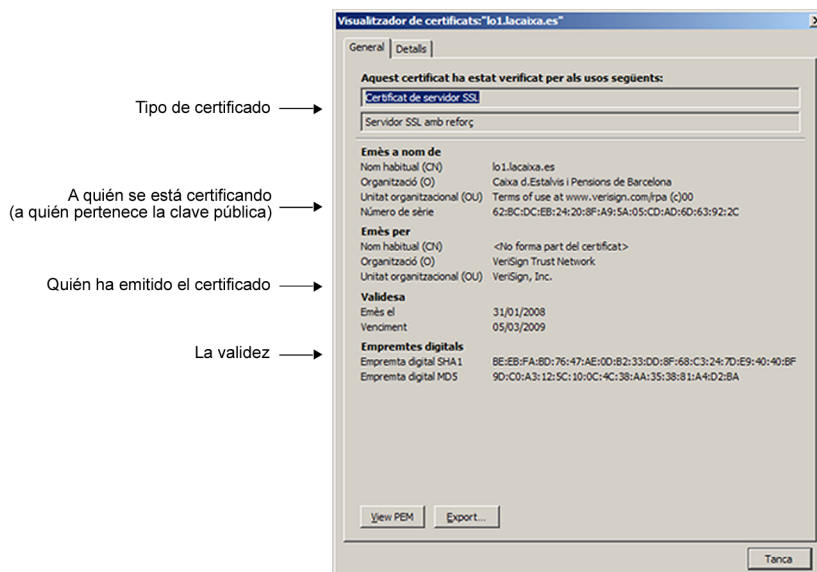 Visualitzador de certificats:"lo1.lacaixa.es"
General Detalls
Aquest certificat ha estat verificat per als usos següents:
Tipo de certificado
Certificat de servidor SSL
Servidor SSL amb reforç
A quién se está certificando
(a quién pertenece la clave pública)
Emès a nom de
Nom habitual (CN) lo1.lacaixa.es
Organització (O) Caixa d.Estalvis i Pensions de Barcelona
Unitat organitzacional (OU) Terms of use at www.verisign.com/rpa (c)00
Número de sèrie 62:BC:DC:EB:24:20:8F:A9:5A:05:CD:AD:6D:63:92:2C
Quién ha emitido el certificado
Emès per
Nom habitual (CN) <No forma part del certificat>
Organització (O) VeriSign Trust Network
Unitat organitzacional (OU) VeriSign, Inc.
La validez
Validesa
Emès el 31/01/2008
Venciment 05/03/2009
Empremtes digitals
Empremta digital SHA1 BE:EB:FA:BD:76:47:AE:0D:B2:33:DD:8F:68:C3:24:7D:E9:40:40:BF
Empremta digital MD5 9D:C0:A3:12:5C:10:0C:4C:38:AA:35:38:81:A4:D2:BA
View PEM Export...
Tanca